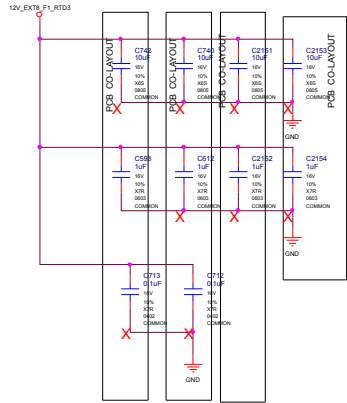 12V_EXT8_F1_RTD3
PCB CO-LAYOUT
PCB CO-LAYOUT
PCB CO-LAYOUT
PCB CO-LAYOUT
C742
10uF
16V
10%
X6S
0805
COMMON
C740
10uF
16V
10%
X6S
0805
COMMON
C2151
10uF
16V
10%
X6S
0805
COMMON
C2153
10uF
16V
10%
X6S
0805
COMMON
GND
C593
1uF
16V
10%
X7R
0603
COMMON
C612
1uF
16V
10%
X7R
0603
COMMON
C2152
1uF
16V
10%
X7R
0603
COMMON
C2154
1uF
16V
10%
X7R
0603
COMMON
GND
C713
0.1uF
16V
10%
X7R
0402
COMMON
C712
0.1uF
16V
10%
X7R
0402
COMMON
GND